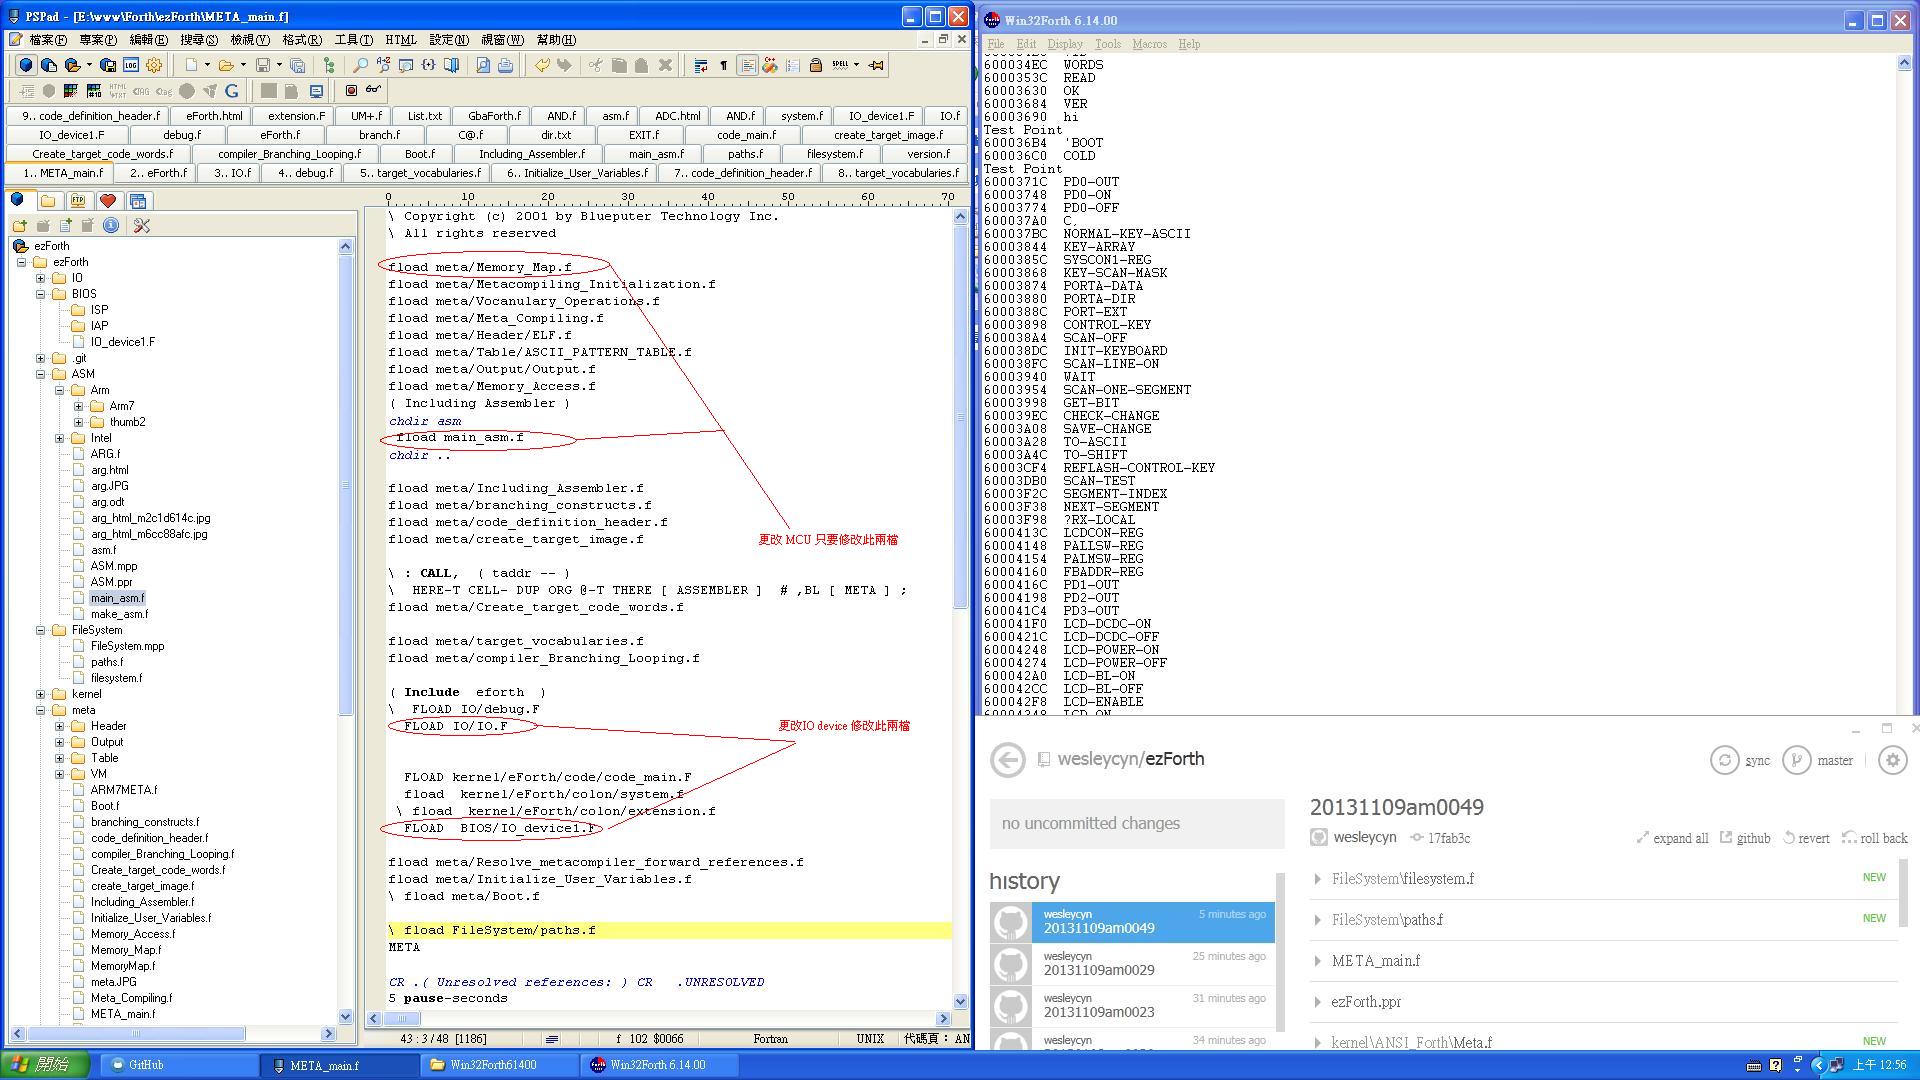 PSPad - [E:\www\Forth\ezForth\META_main.f]
檔案(F) 專案(P) 編輯(E) 搜尋(S) 檢視(V) 格式(R) 工具(T) HTML 設定(N) 視窗(W) 幫助(H)
9.. code_definition_header.f eForth.html extension.F UM+.f List.txt GbaForth.f AND.f asm.f ADC.html AND.f system.f IO_device1.F IO.f
IO_device1.F debug.f eForth.f branch.f C@.f dir.txt EXIT.f code_main.f create_target_image.f
Create_target_code_words.f compiler_Branching_Looping.f Boot.f Including_Assembler.f main_asm.f paths.f filesystem.f version.f
1.. META_main.f 2.. eForth.f 3.. IO.f 4.. debug.f 5.. target_vocabularies.f 6.. Initialize_User_Variables.f 7.. code_definition_header.f 8.. target_vocabularies.f
ezForth
ezForth
IO
BIOS
ISP
IAP
IO_device1.F
.git
ASM
Arm
Arm7
thumb2
Intel
ARG.f
arg.html
arg.JPG
arg.odt
arg_html_m2c1d614c.jpg
arg_html_m6cc88afc.jpg
asm.f
ASM.mpp
ASM.ppr
main_asm.f
make_asm.f
FileSystem
FileSystem.mpp
paths.f
filesystem.f
kernel
meta
Header
Output
Table
VM
ARM7META.f
Boot.f
branching_constructs.f
code_definition_header.f
compiler_Branching_Looping.f
Create_target_code_words.f
create_target_image.f
Including_Assembler.f
Initialize_User_Variables.f
Memory_Access.f
Memory_Map.f
MemoryMap.f
meta.JPG
Meta_Compiling.f
META_main.f
0 10 20 30 40 50 60 70
\ Copyright (c) 2001 by Blueputer Technology Inc.
\ All rights reserved
fload meta/Memory_Map.f
fload meta/Metacompiling_Initialization.f
fload meta/Vocanulary_Operations.f
fload meta/Meta_Compiling.f
fload meta/Header/ELF.f
fload meta/Table/ASCII_PATTERN_TABLE.f
fload meta/Output/Output.f
fload meta/Memory_Access.f
( Including Assembler )
chdir asm
fload main_asm.f
chdir ..
fload meta/Including_Assembler.f
fload meta/branching_constructs.f
fload meta/code_definition_header.f
fload meta/create_target_image.f
更改 MCU 只要修改此兩檔
\ : CALL, ( taddr -- )
\ HERE-T CELL- DUP ORG @-T THERE [ ASSEMBLER ] # ,BL [ META ] ;
fload meta/Create_target_code_words.f
fload meta/target_vocabularies.f
fload meta/compiler_Branching_Looping.f
( Include eforth )
\ FLOAD IO/debug.F
FLOAD IO/IO.F
更改IO device 修改此兩檔
FLOAD kernel/eForth/code/code_main.F
fload kernel/eForth/colon/system.f
\ fload kernel/eForth/colon/extension.f
FLOAD BIOS/IO_device1.F
fload meta/Resolve_metacompiler_forward_references.f
fload meta/Initialize_User_Variables.f
\ fload meta/Boot.f
\ fload FileSystem/paths.f
META
CR .( Unresolved references: ) CR .UNRESOLVED
5 pause-seconds
43 : 3 / 48 [1186] f 102 $0066 Fortran UNIX 代碼頁： AN
Win32Forth 6.14.00
File Edit Display Tools Macros Help
600034EC WORDS
6000353C READ
60003630 OK
60003684 VER
60003690 hi
Test Point
600036B4 'BOOT
600036C0 COLD
Test Point
6000371C PD0-OUT
60003748 PD0-ON
60003774 PD0-OFF
600037A0 C.
600037BC NORMAL-KEY-ASCII
60003844 KEY-ARRAY
6000385C SYSCON1-REG
60003868 KEY-SCAN-MASK
60003874 PORTA-DATA
60003880 PORTA-DIR
6000388C PORT-EXT
60003898 CONTROL-KEY
600038A4 SCAN-OFF
600038DC INIT-KEYBOARD
600038FC SCAN-LINE-ON
60003940 WAIT
60003954 SCAN-ONE-SEGMENT
60003998 GET-BIT
600039EC CHECK-CHANGE
60003A08 SAVE-CHANGE
60003A28 TO-ASCII
60003A4C TO-SHIFT
60003CF4 REFLASH-CONTROL-KEY
60003DB0 SCAN-TEST
60003F2C SEGMENT-INDEX
60003F38 NEXT-SEGMENT
60003F98 ?RX-LOCAL
6000413C LCDCON-REG
60004148 PALLSW-REG
60004154 PALMSW-REG
60004160 FBADDR-REG
6000416C PD1-OUT
60004198 PD2-OUT
600041C4 PD3-OUT
600041F0 LCD-DCDC-ON
6000421C LCD-DCDC-OFF
60004248 LCD-POWER-ON
60004274 LCD-POWER-OFF
600042A0 LCD-BL-ON
600042CC LCD-BL-OFF
600042F8 LCD-ENABLE
60004348 LCD-ON
wesleycyn/ezForth sync master
no uncommitted changes
history
wesleycyn 5 minutes ago
20131109am0049
wesleycyn 25 minutes ago
20131109am0029
wesleycyn 31 minutes ago
20131109am0023
wesleycyn 34 minutes ago
20131109am0049
wesleycyn 17fab3c expand all github revert roll back
FileSystem\filesystem.f NEW
FileSystem\paths.f NEW
META_main.f
ezForth.ppr
kernel\ANSI_Forth\Meta.f NEW
開始 GitHub META_main.f Win32Forth61400 Win32Forth 6.14.00 上午 12:56